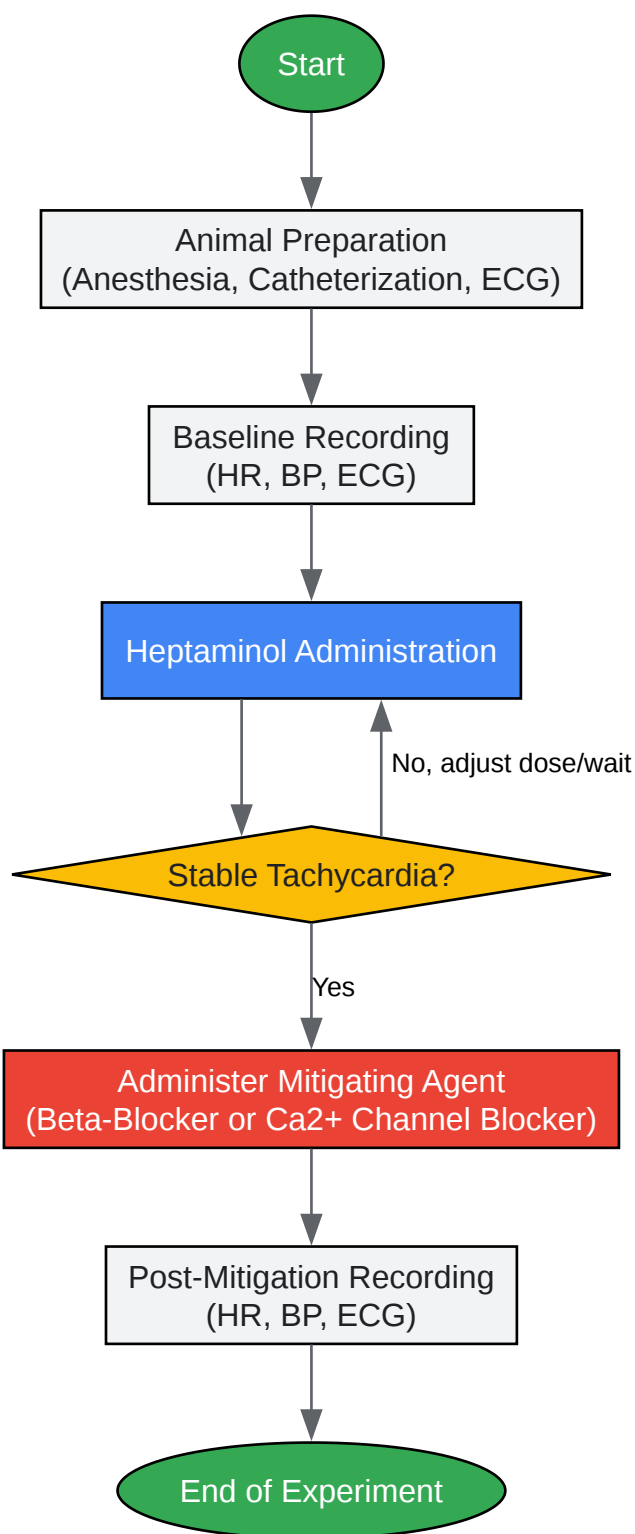 Start
Animal Preparation
(Anesthesia, Catheterization, ECG)
Baseline Recording
(HR, BP, ECG)
Heptaminol Administration
No, adjust dose/wait
Stable Tachycardia?
Yes
Administer Mitigating Agent
(Beta-Blocker or Ca2+ Channel Blocker)
Post-Mitigation Recording
(HR, BP, ECG)
End of Experiment